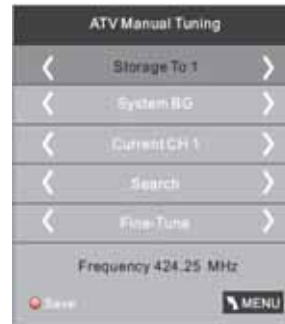 ATV Manual Tuning
Storage To 1
System BG
Current CH 1
Search
Fine-Tune
Frequency 424.25 MHz
Save
MENU